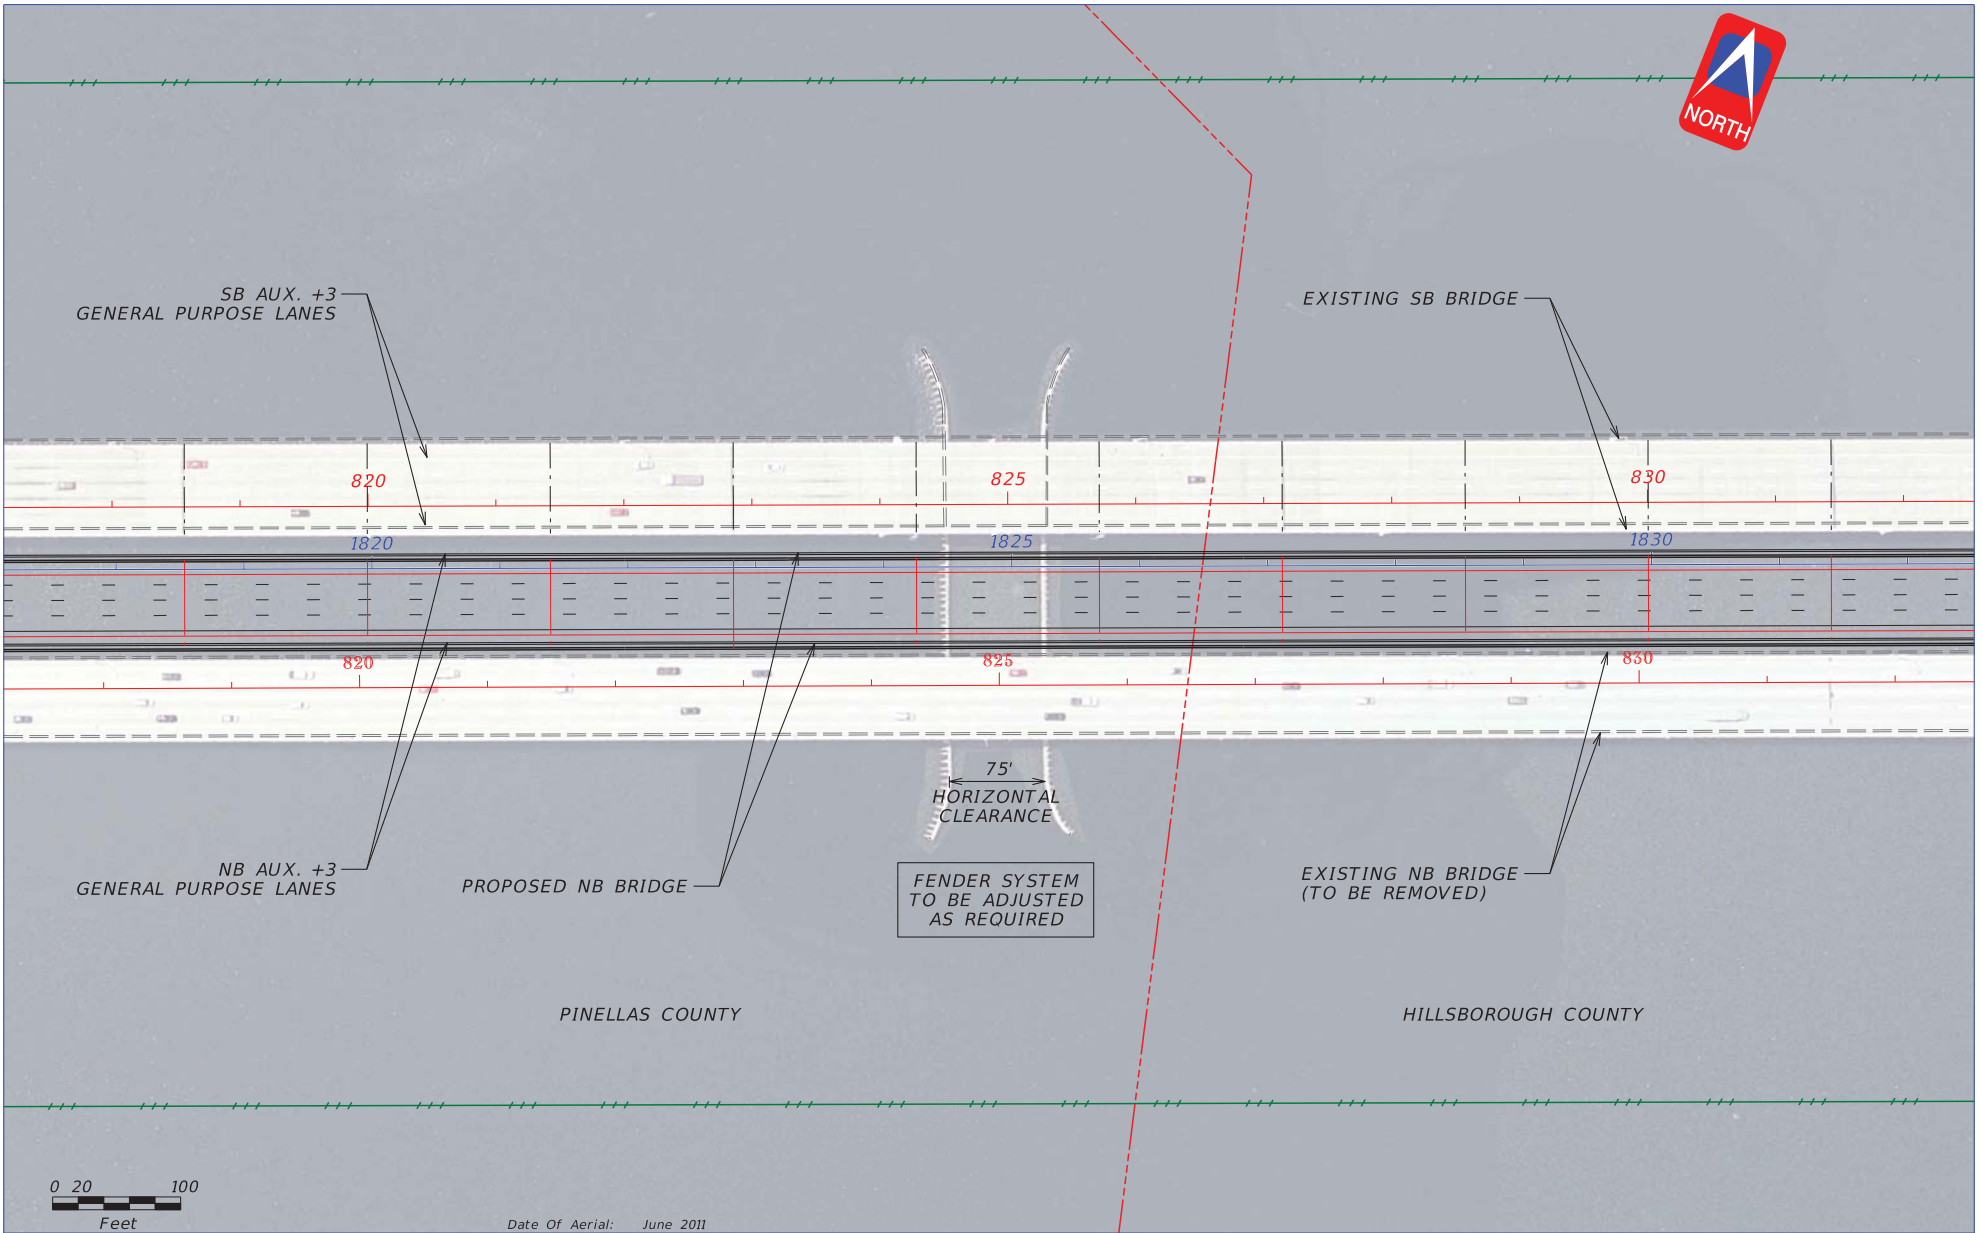 NORTH
SB AUX. +3
GENERAL PURPOSE LANES
EXISTING SB BRIDGE
820
825
830
1820
1825
1830
820
825
830
75'
HORIZONTAL
CLEARANCE
NB AUX. +3
GENERAL PURPOSE LANES
PROPOSED NB BRIDGE
FENDER SYSTEM
TO BE ADJUSTED
AS REQUIRED
EXISTING NB BRIDGE
(TO BE REMOVED)
PINELLAS COUNTY
HILLSBOROUGH COUNTY
0 20 100
Feet
Date Of Aerial: June 2011